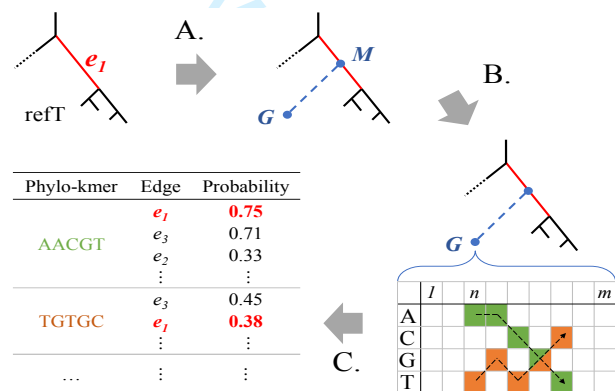 A.
e₁
refT
M
G
B.
G
Phylo-kmer Edge Probability
AACGT
e₁ 0.75
e₃ 0.71
e₂ 0.33
⋮ ⋮
TGTGC
e₃ 0.45
e₁ 0.38
⋮ ⋮
... ⋮ ⋮
C.
1 n m
A
C
G
T